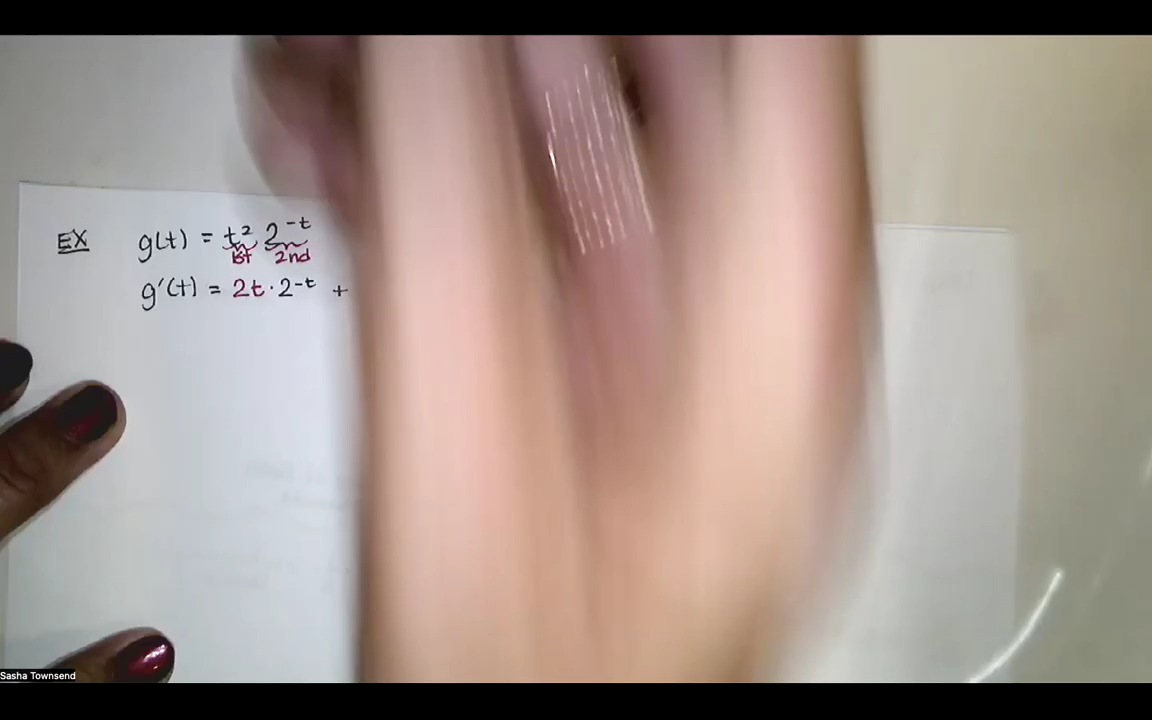 EX g(t) = t² 2⁻ᵗ
1st 2nd
g'(t) = 2t · 2⁻ᵗ +
Sasha Townsend